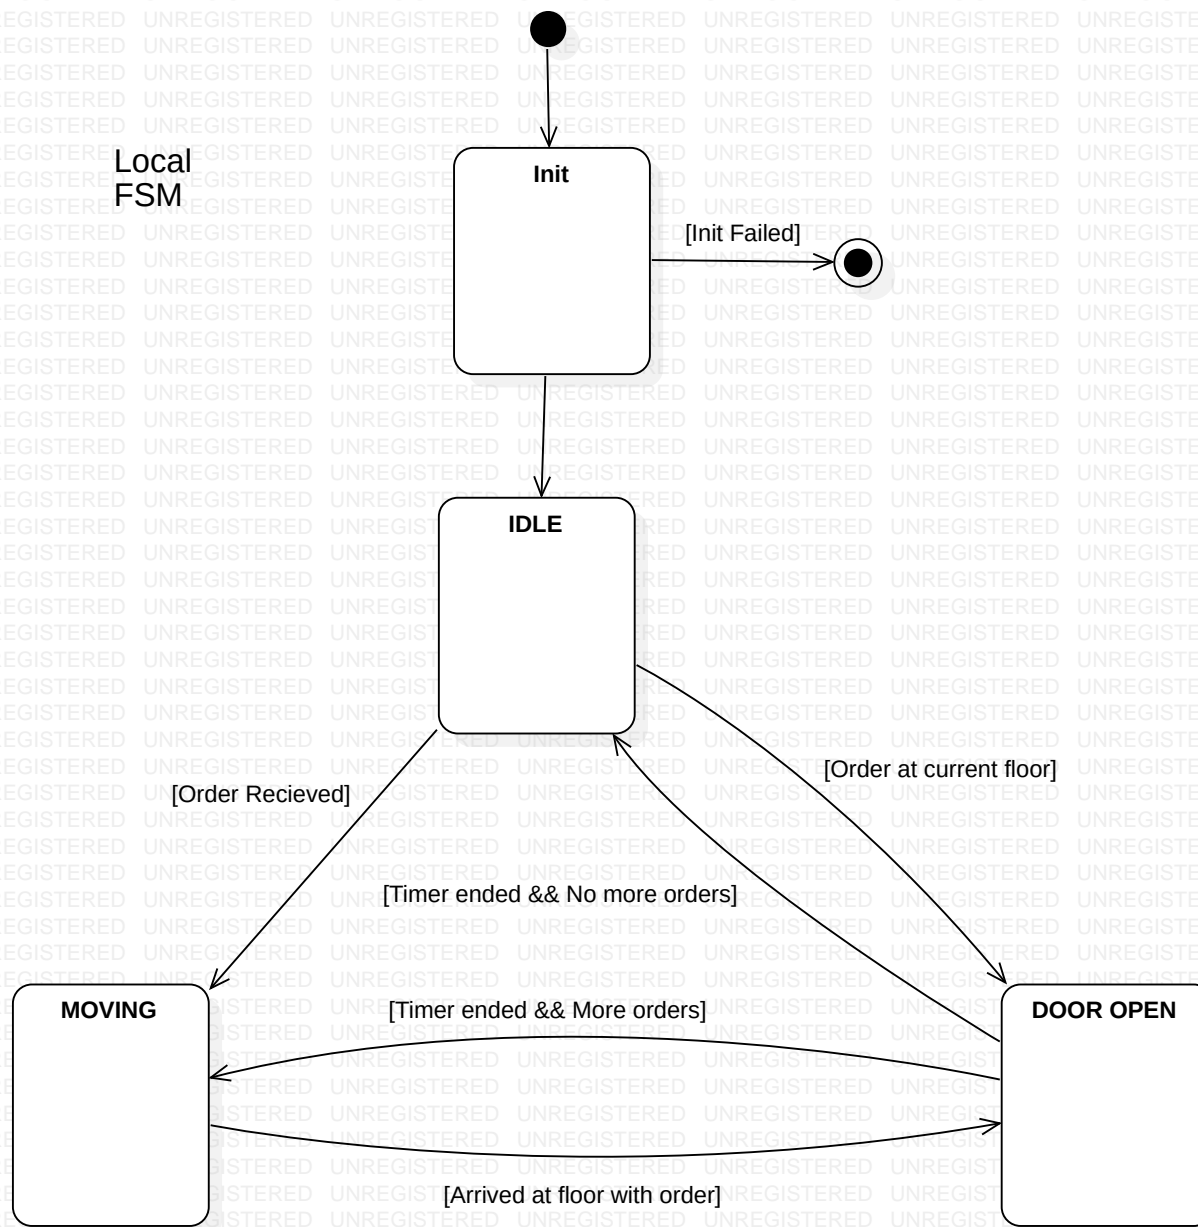 Local
FSM
Init
[Init Failed]
IDLE
[Order at current floor]
[Order Recieved]
[Timer ended && No more orders]
MOVING
[Timer ended && More orders]
DOOR OPEN
[Arrived at floor with order]
UNREGISTERED